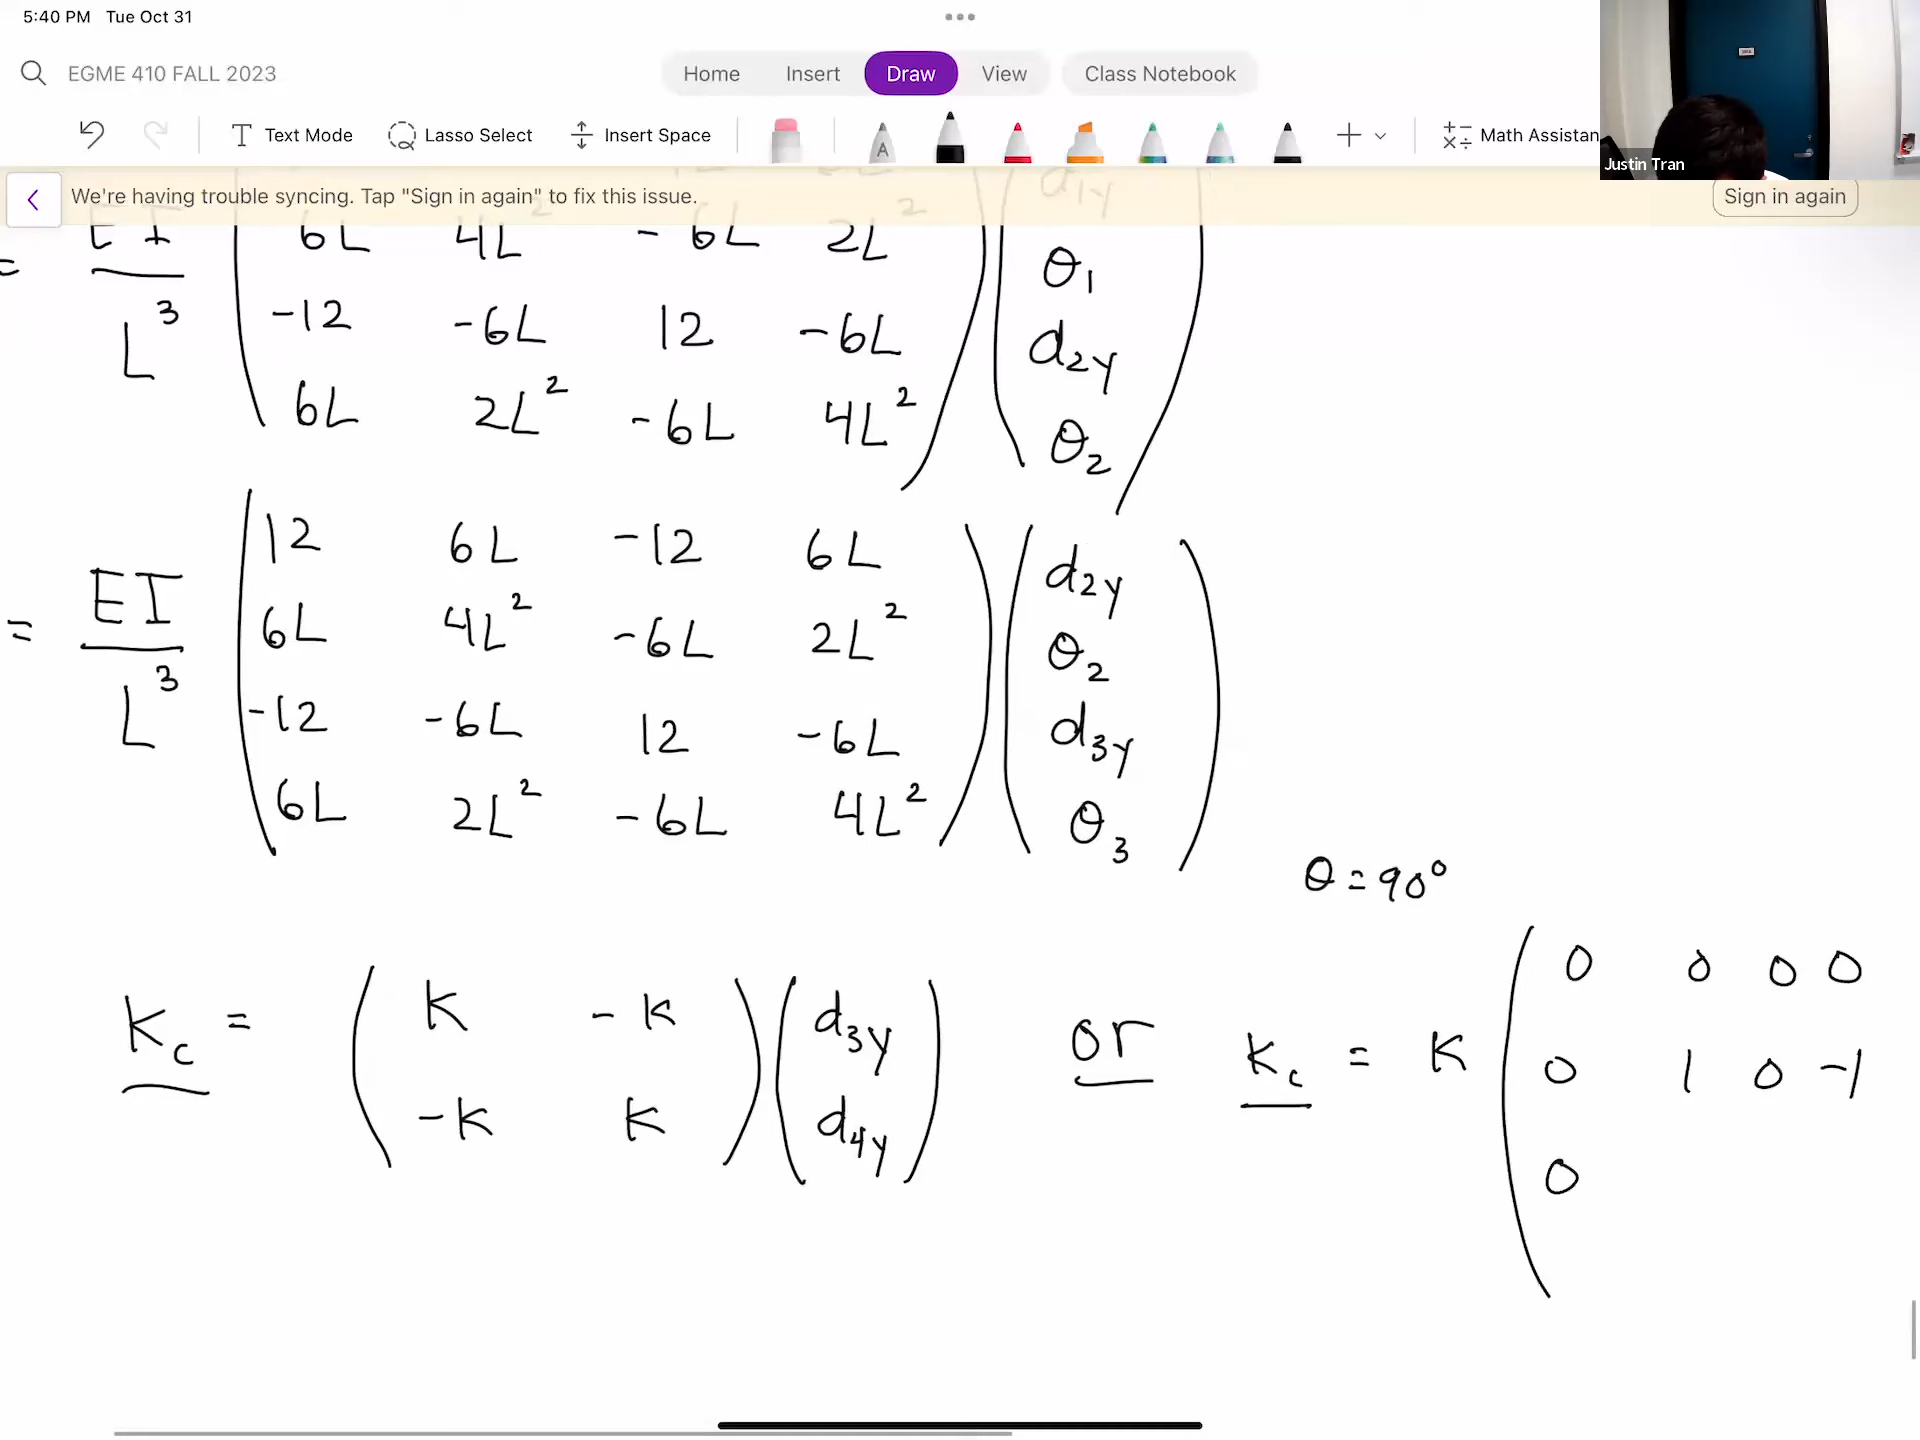 5:40 PM Tue Oct 31
EGME 410 FALL 2023
Home Insert Draw View Class Notebook
Text Mode Lasso Select Insert Space A Math Assistan
Justin Tran
We're having trouble syncing. Tap "Sign in again" to fix this issue. Sign in again
d1y
= EI/L³ ( 6L 4L² -6L 2L² ) ( θ1 )
-12 -6L 12 -6L d2y
6L 2L² -6L 4L² θ2
12 6L -12 6L d2y
= EI/L³ ( 6L 4L² -6L 2L² ) ( θ2 )
-12 -6L 12 -6L d3y
6L 2L² -6L 4L² θ3
θ = 90°
Kc = ( K -K ) ( d3y ) or Kc = K ( 0 0 0 0
-K K d4y 0 1 0 -1
0